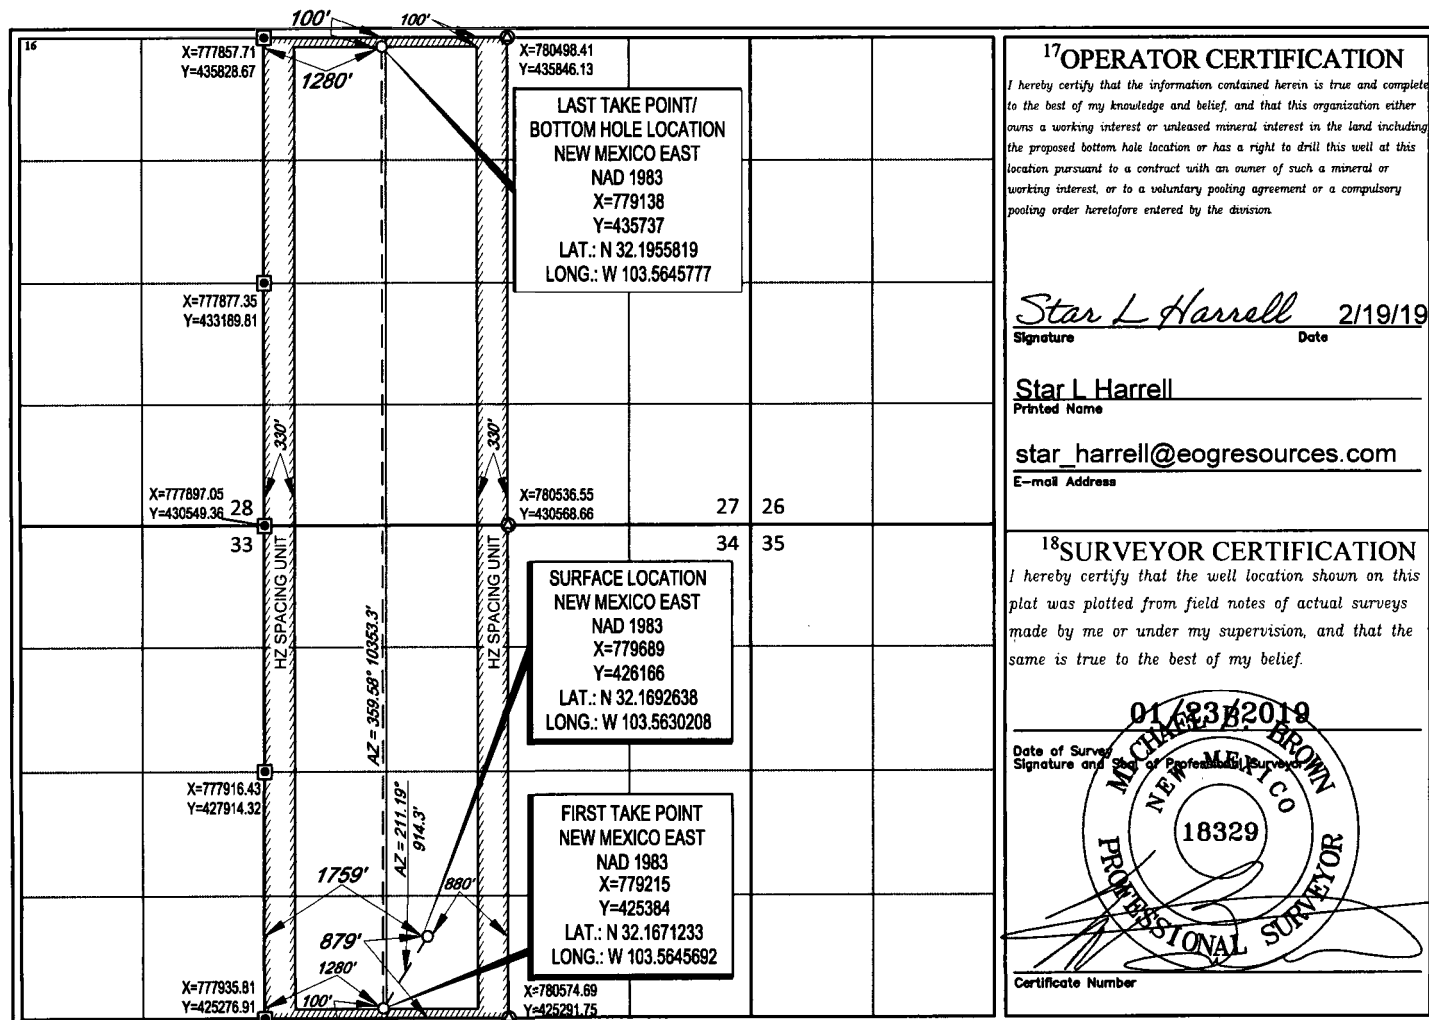 100'
100'
16
X=777857.71
Y=435828.67
1280'
X=780498.41
Y=435846.13
LAST TAKE POINT/
BOTTOM HOLE LOCATION
NEW MEXICO EAST
NAD 1983
X=779138
Y=435737
LAT.: N 32.1955819
LONG.: W 103.5645777
X=777877.35
Y=433189.81
330'
330'
X=777897.05
Y=430549.36
28
33
X=780536.55
Y=430568.66
27
26
34
35
HZ SPACING UNIT
HZ SPACING UNIT
AZ = 359.58° 10353.3'
SURFACE LOCATION
NEW MEXICO EAST
NAD 1983
X=779689
Y=426166
LAT.: N 32.1692638
LONG.: W 103.5630208
X=777916.43
Y=427914.32
AZ = 211.19°
914.3'
1759'
880'
879'
1280'
100'
FIRST TAKE POINT
NEW MEXICO EAST
NAD 1983
X=779215
Y=425384
LAT.: N 32.1671233
LONG.: W 103.5645692
X=777935.81
Y=425276.91
X=780574.69
Y=425291.75
17OPERATOR CERTIFICATION
I hereby certify that the information contained herein is true and complete
to the best of my knowledge and belief, and that this organization either
owns a working interest or unleased mineral interest in the land including
the proposed bottom hole location or has a right to drill this well at this
location pursuant to a contract with an owner of such a mineral or
working interest, or to a voluntary pooling agreement or a compulsory
pooling order heretofore entered by the division
Star L Harrell 2/19/19
Signature Date
Star L Harrell
Printed Name
star_harrell@eogresources.com
E-mail Address
18SURVEYOR CERTIFICATION
I hereby certify that the well location shown on this
plat was plotted from field notes of actual surveys
made by me or under my supervision, and that the
same is true to the best of my belief.
01/23/2019
Date of Survey
Signature and Seal of Professional Surveyor
MICHAEL B. BROWN
NEW MEXICO
18329
PROFESSIONAL SURVEYOR
Certificate Number